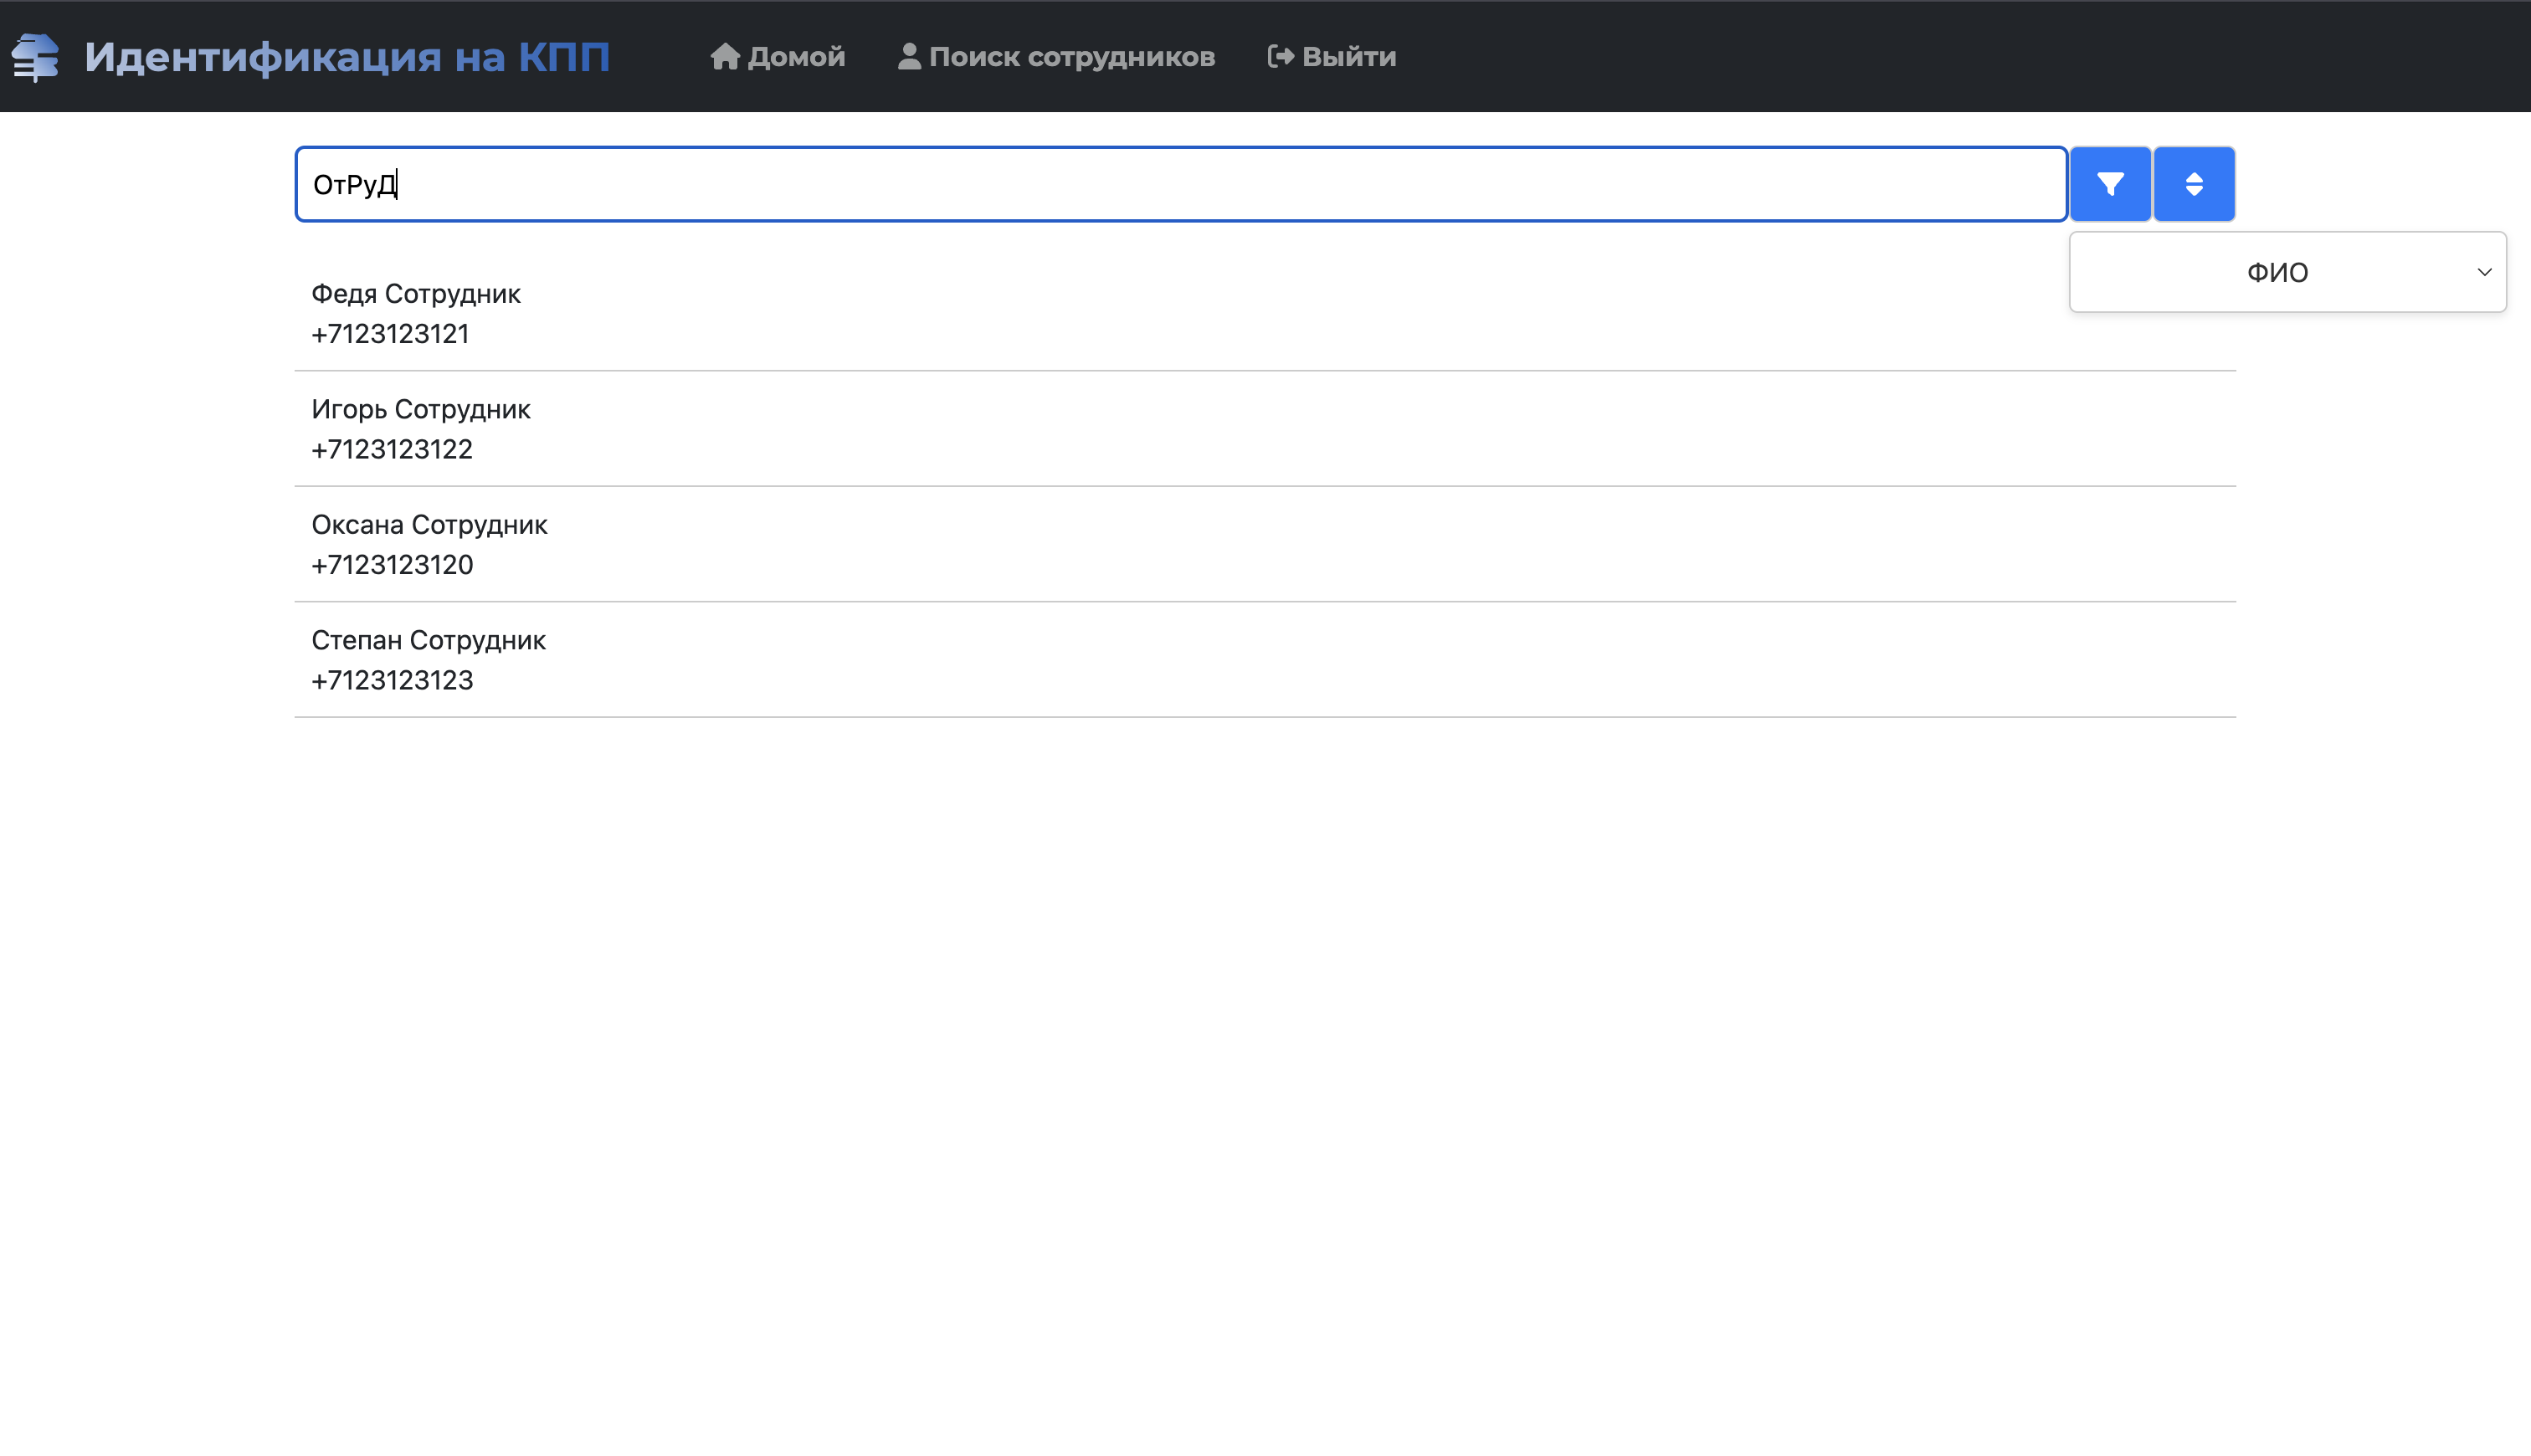 Идентификация на КПП
Домой
Поиск сотрудников
Выйти
ОтРуД
ФИО
Федя Сотрудник
+7123123121
Игорь Сотрудник
+7123123122
Оксана Сотрудник
+7123123120
Степан Сотрудник
+7123123123